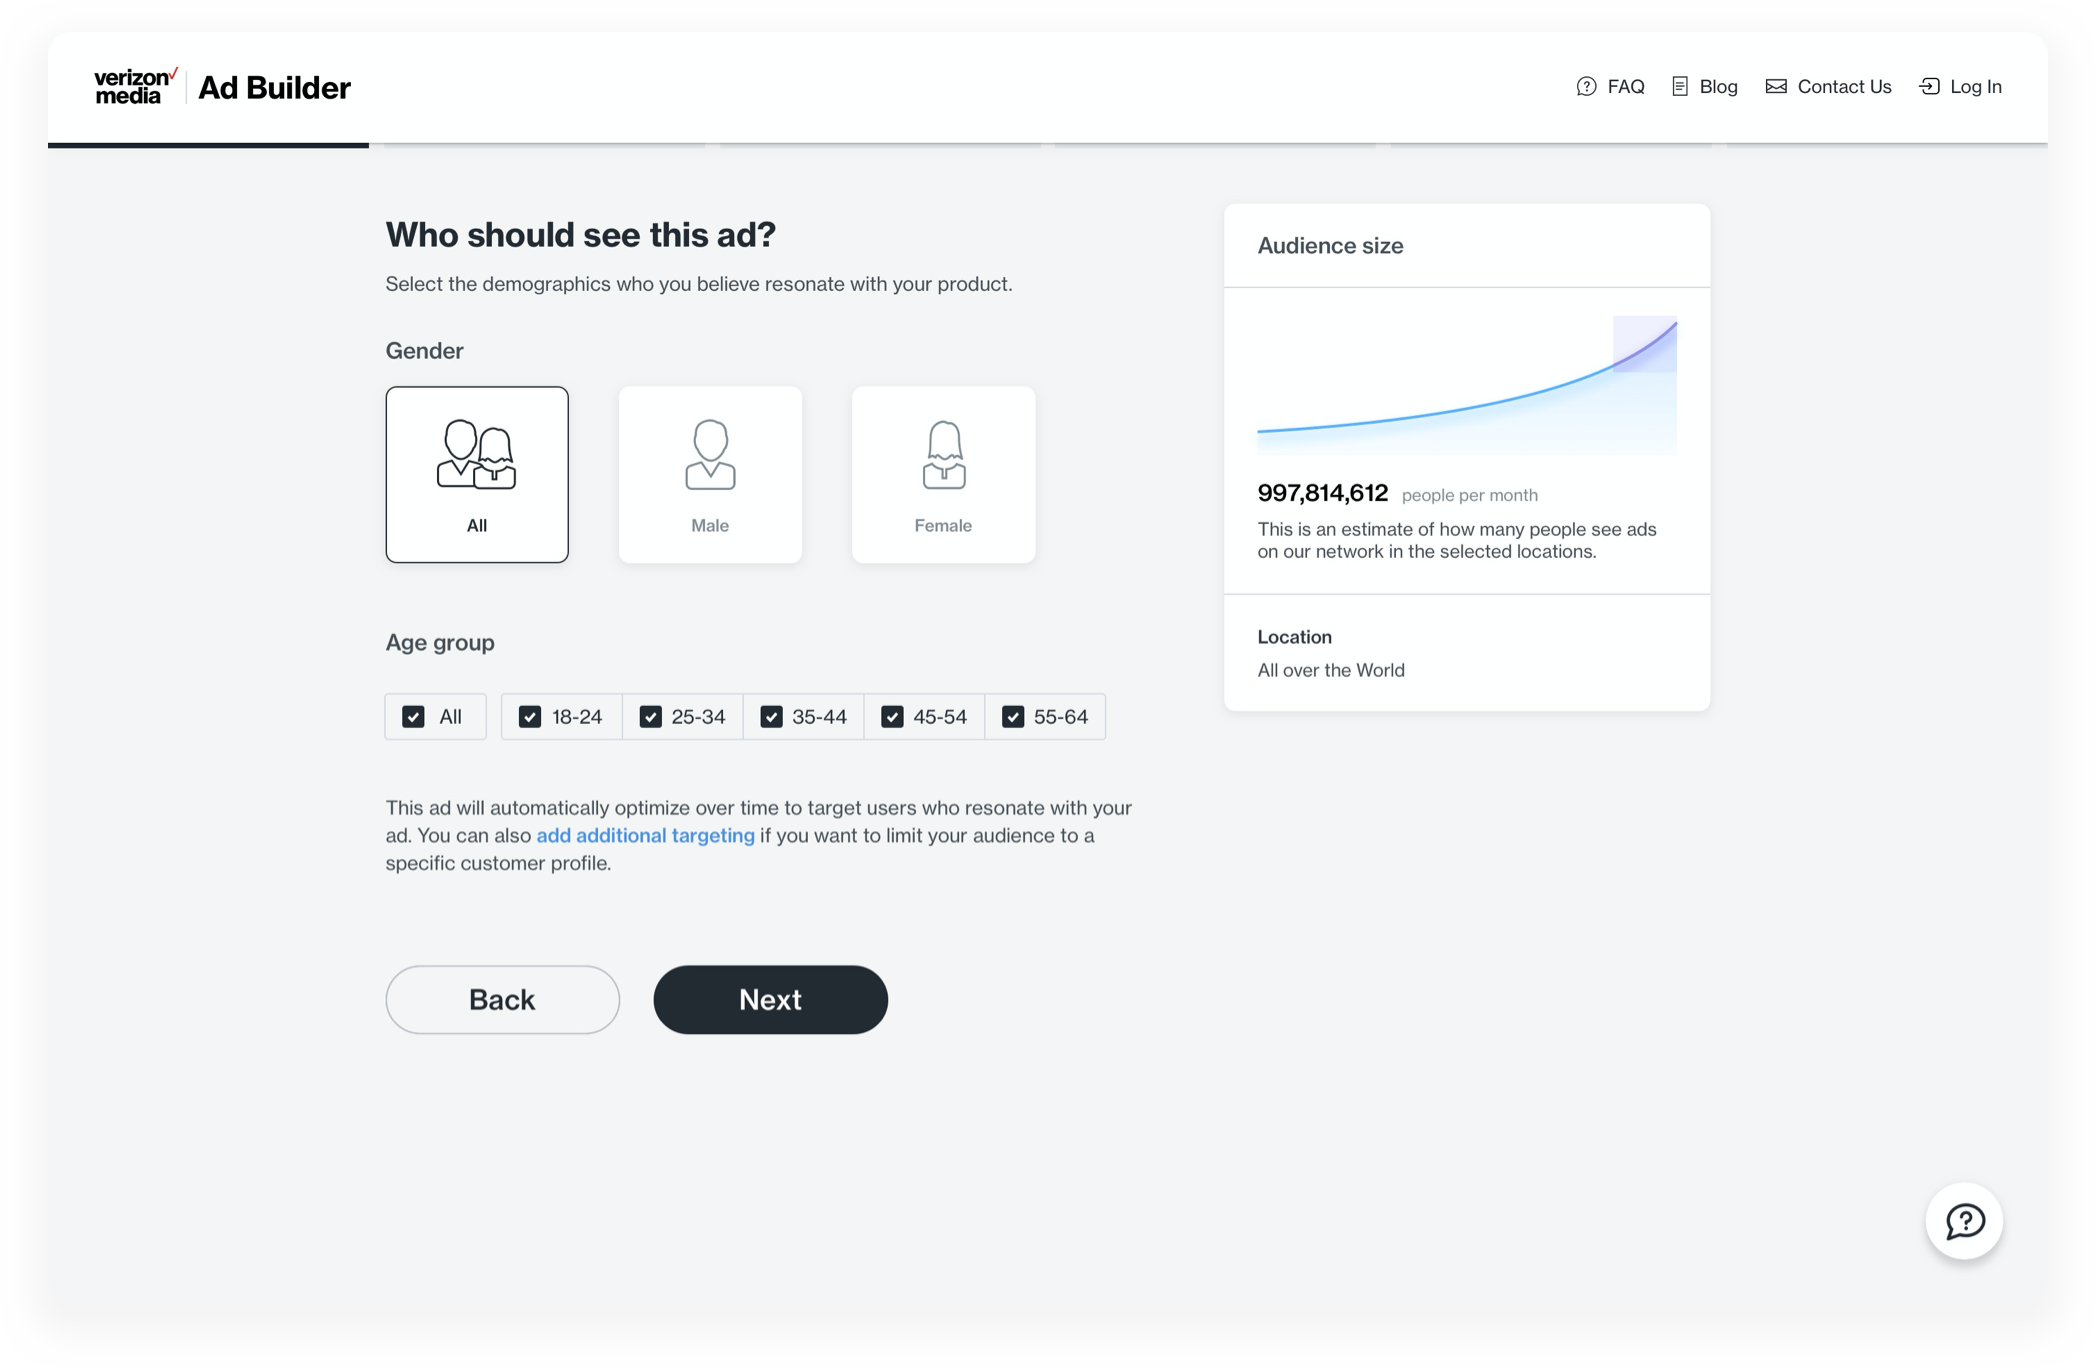 verizon✓
media
Ad Builder
FAQ Blog Contact Us Log In
Who should see this ad?
Select the demographics who you believe resonate with your product.
Gender
All Male Female
Age group
All 18-24 25-34 35-44 45-54 55-64
This ad will automatically optimize over time to target users who resonate with your
ad. You can also add additional targeting if you want to limit your audience to a
specific customer profile.
Back Next
Audience size
997,814,612 people per month
This is an estimate of how many people see ads
on our network in the selected locations.
Location
All over the World